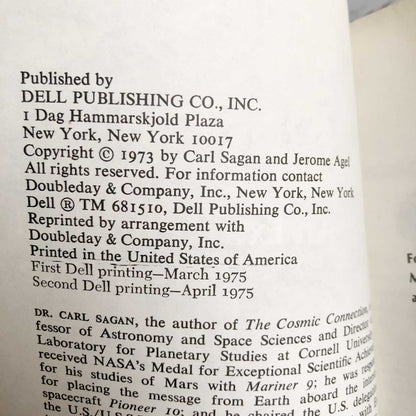 Published by
DELL PUBLISHING CO., INC.
1 Dag Hammarskjold Plaza
New York, New York 10017
Copyright © 1973 by Carl Sagan and Jerome Agel
All rights reserved. For information contact
Doubleday & Company, Inc., New York, New York
Dell ® TM 681510, Dell Publishing Co., Inc.
Reprinted by arrangement with
Doubleday & Company, Inc.
Printed in the United States of America
First Dell printing—March 1975
Second Dell printing—April 1975
DR. CARL SAGAN, the author of The Cosmic Connection,
fessor of Astronomy and Space Sciences and Director
Laboratory for Planetary Studies at Cornell
received NASA's Medal for Exceptional Scientific
for his studies of Mars with Mariner 9; he was
for placing the message from Earth aboard the
spacecraft Pioneer 10; and he chaired the U.S.
the U.S./